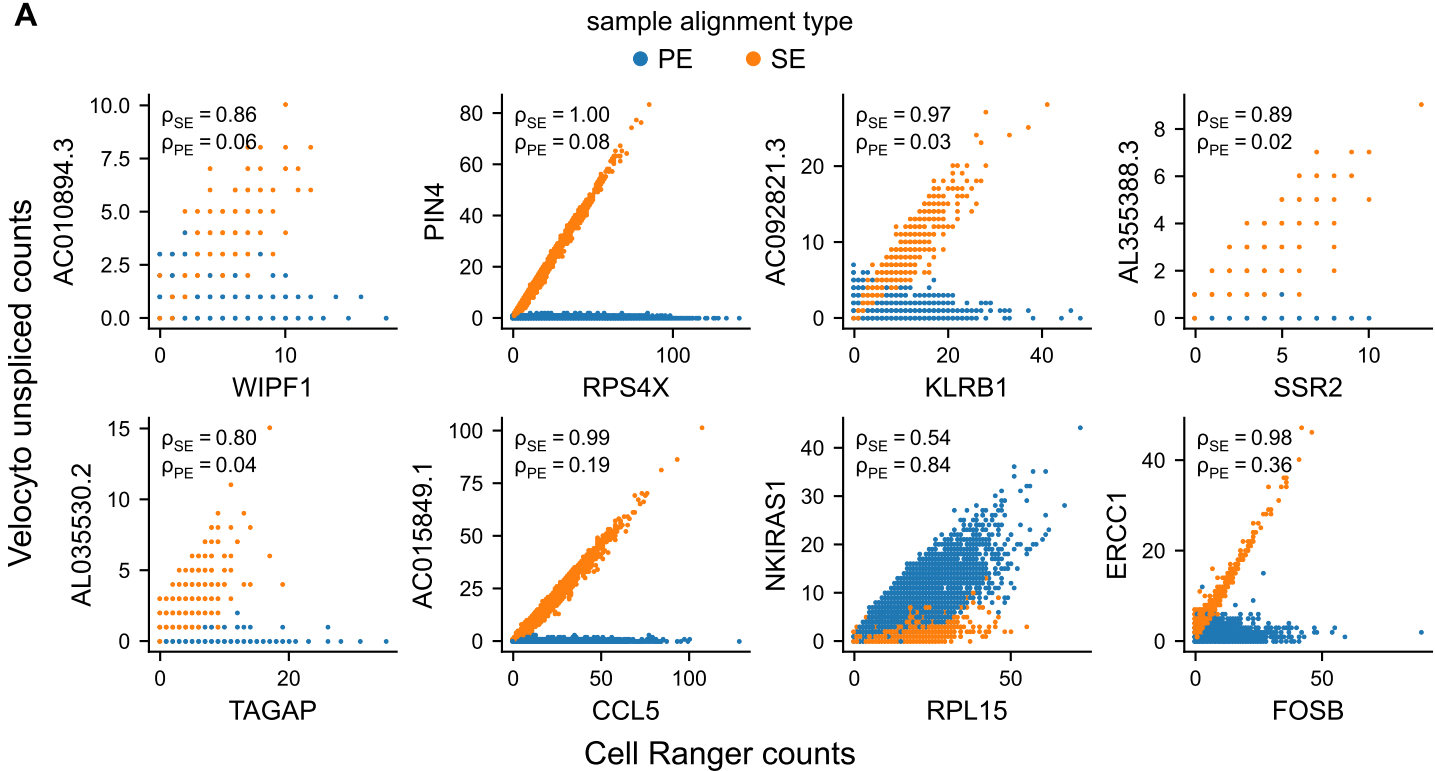 A
sample alignment type
PE SE
Velocyto unspliced counts
AC010894.3
10.0
7.5
5.0
2.5
0.0
ρSE = 0.86
ρPE = 0.06
0 10
WIPF1
PIN4
80
60
40
20
0
ρSE = 1.00
ρPE = 0.08
0 100
RPS4X
AC092821.3
20
10
0
ρSE = 0.97
ρPE = 0.03
0 20 40
KLRB1
AL355388.3
8
6
4
2
0
ρSE = 0.89
ρPE = 0.02
0 5 10
SSR2
AL035530.2
15
10
5
0
ρSE = 0.80
ρPE = 0.04
0 20
TAGAP
AC015849.1
100
75
50
25
0
ρSE = 0.99
ρPE = 0.19
0 50 100
CCL5
NKIRAS1
40
30
20
10
0
ρSE = 0.54
ρPE = 0.84
0 50
RPL15
ERCC1
40
20
0
ρSE = 0.98
ρPE = 0.36
0 50
FOSB
Cell Ranger counts